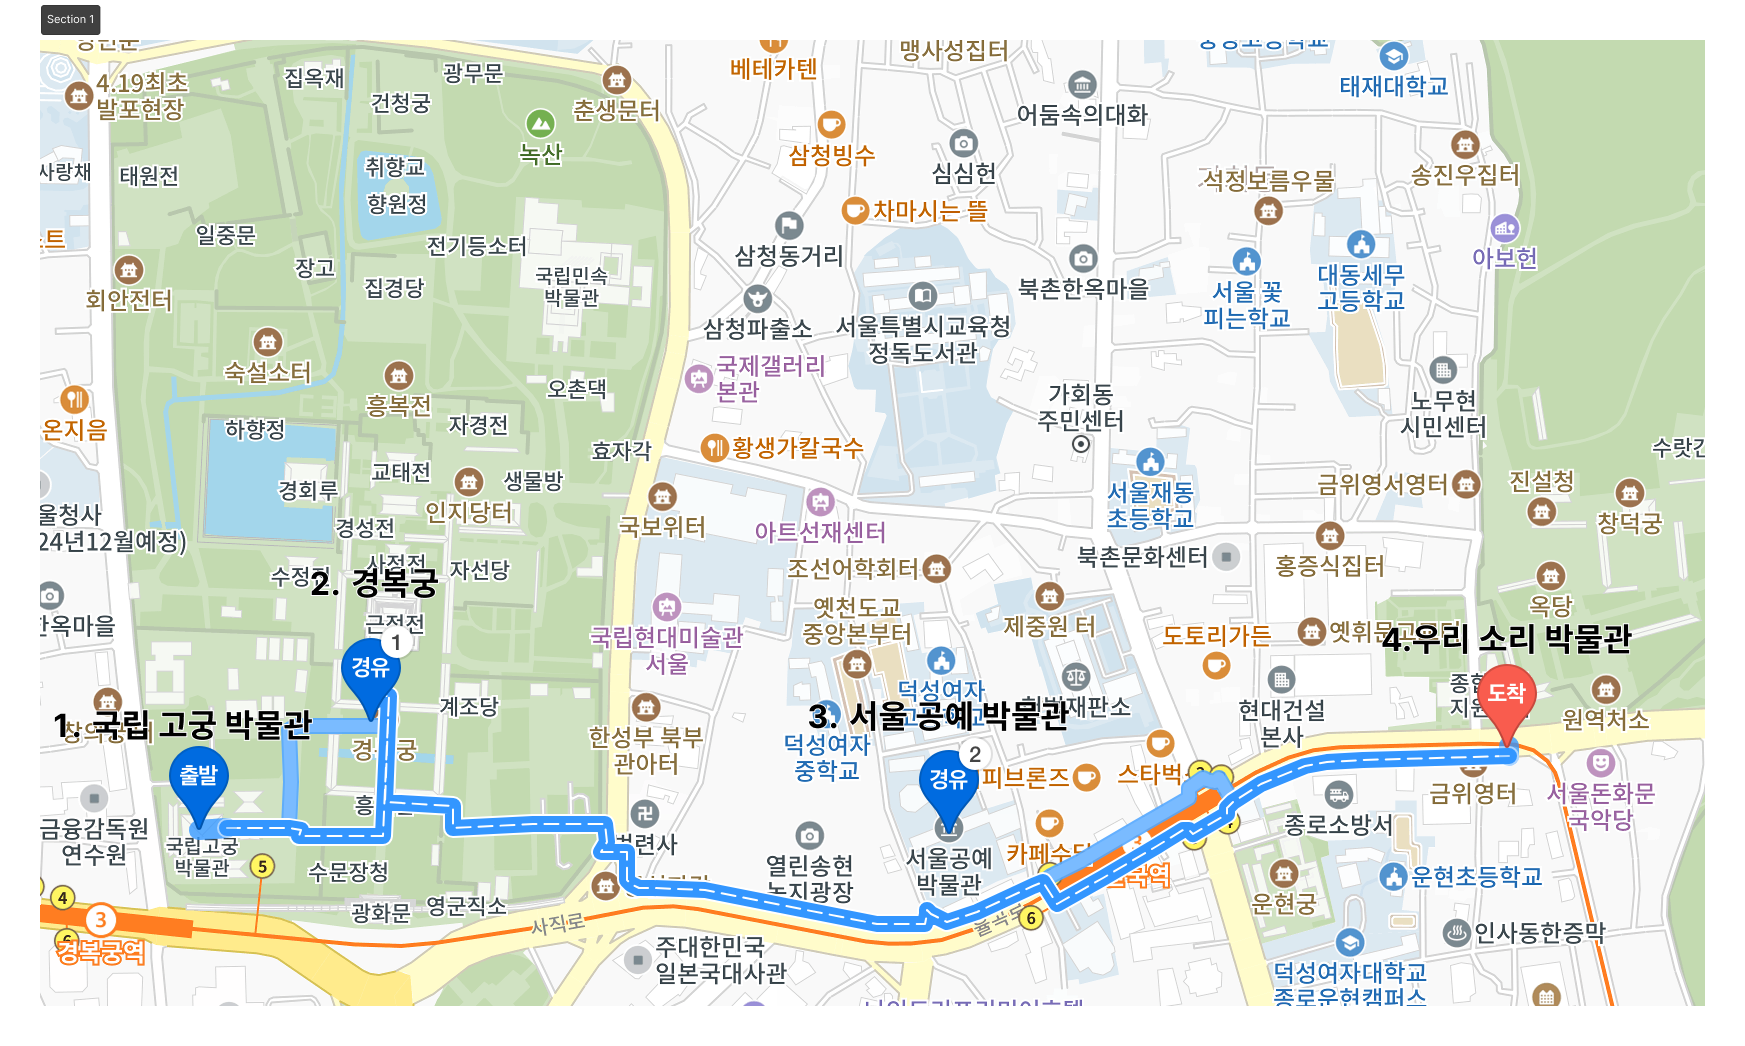 Section 1
4.19최초
발포현장
집옥재
광무문
건청궁
춘생문터
녹산
베테카텐
맹사성집터
삼청빙수
심심헌
어둠속의대화
태재대학교
사랑채
태원전
취향교
향원정
차마시는 뜰
석정보름우물
송진우집터
일중문
전기등소터
삼청동거리
아보헌
장고
집경당
국립민속
박물관
북촌한옥마을
서울 꽃
피는학교
대동세무
고등학교
회안전터
삼청파출소
서울특별시교육청
정독도서관
숙설소터
흥복전
오촌댁
국제갤러리
본관
가회동
주민센터
노무현
시민센터
온지음
하향정
자경전
효자각
황생가칼국수
교태전
생물방
경회루
인지당터
국보위터
아트선재센터
서울재동
초등학교
금위영서영터
진설청
창덕궁
울청사
24년12월예정)
경성전
사정전
자선당
조선어학회터
북촌문화센터
홍증식집터
2. 경복궁
근정전
1
경유
국립현대미술관
서울
옛천도교
중앙본부터
제중원 터
도토리가든
옥당
4.우리 소리 박물관
한옥마을
계조당
덕성여자
3. 서울 공예 박물관
현대건설
본사
도착
원역처소
1. 국립 고궁 박물관
한성부 북부
관아터
덕성여자
중학교
경유
2
피브론즈
스타벅
금위영터
서울돈화문
국악당
출발
금융감독원
연수원
국립고궁
박물관
5
수문장청
열린송현
녹지광장
서울공예
박물관
종로소방서
운현궁
운현초등학교
4
3
경복궁역
광화문
영군직소
사직로
6
인사동한증막
주대한민국
일본국대사관
덕성여자대학교
종로운현캠퍼스